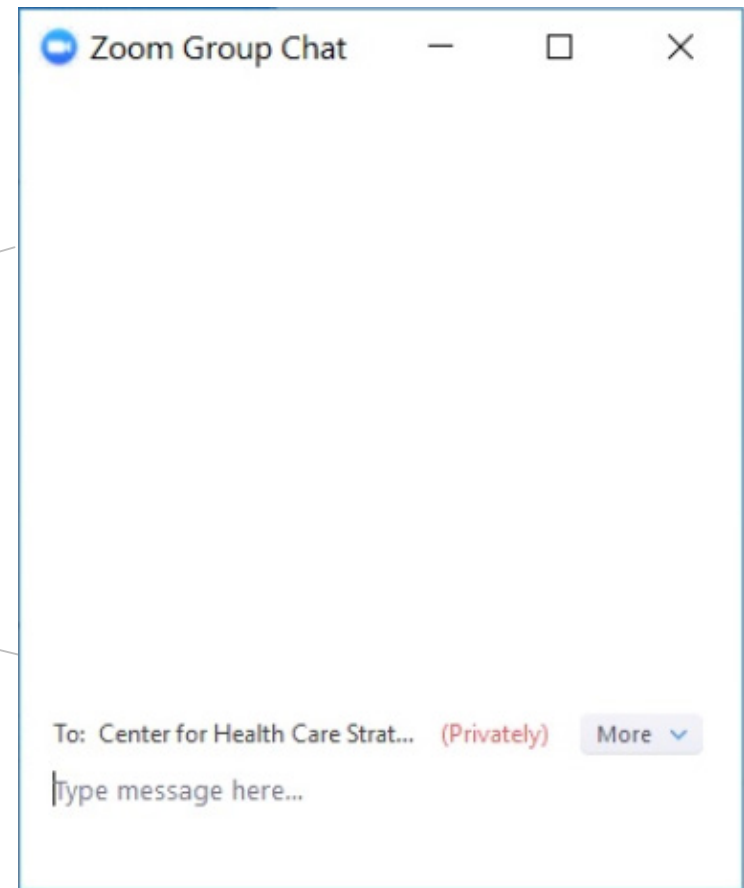 Zoom Group Chat
To: Center for Health Care Strat... (Privately) More
Type message here...